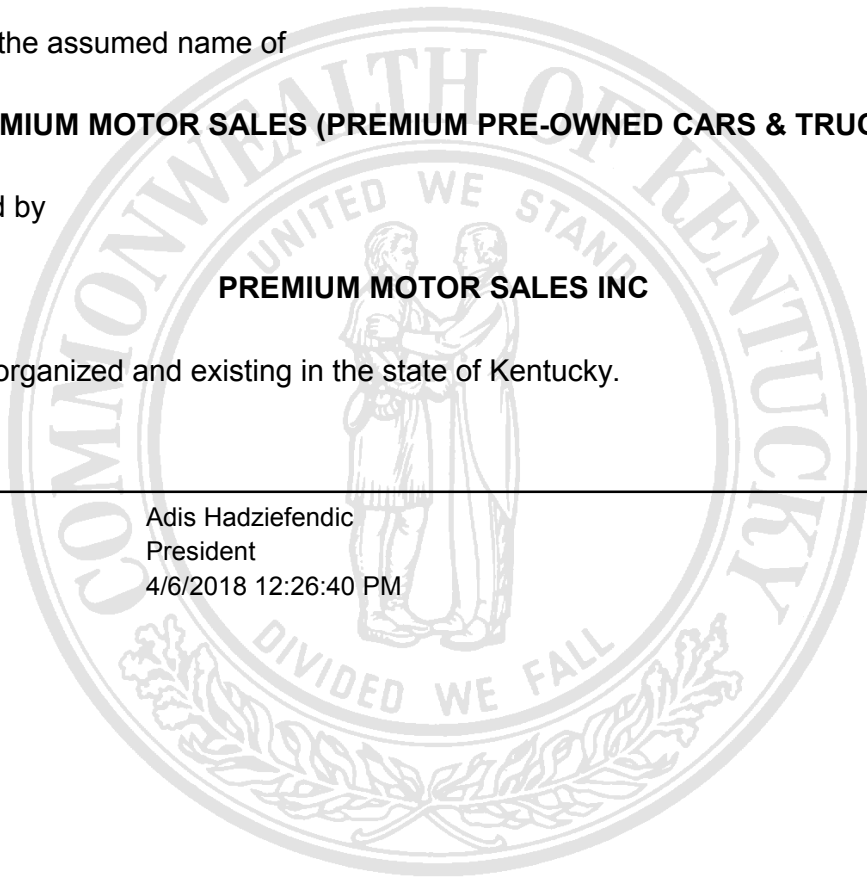 the assumed name of
MIUM MOTOR SALES (PREMIUM PRE-OWNED CARS & TRUC
d by
PREMIUM MOTOR SALES INC
organized and existing in the state of Kentucky.
Adis Hadziefendic
President
4/6/2018 12:26:40 PM
COMMONWEALTH OF KENTUCKY
UNITED WE STAND
DIVIDED WE FALL